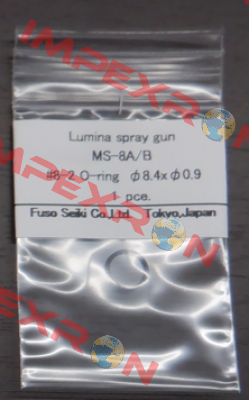 IMPEXRON
Lumina spray gun
MS-8A/B
#8-2 O-ring φ8.4xφ0.9
1 pce.
Fuso Seiki Co.,Ltd. Tokyo,Japan
IMPEXRON